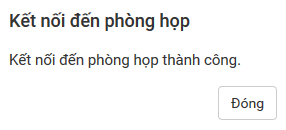 Kết nối đến phòng họp
Kết nối đến phòng họp thành công.
Đóng